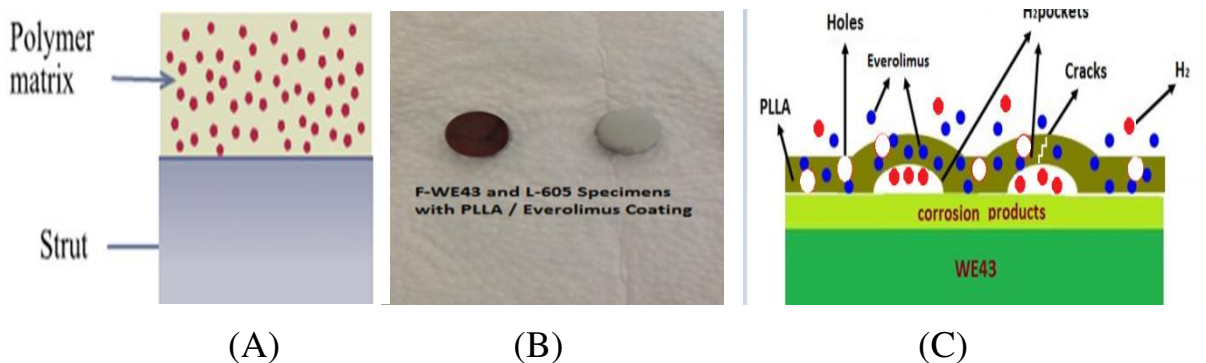 Polymer
matrix
Strut
F-WE43 and L-605 Specimens
with PLLA / Everolimus Coating
H₂pockets
Holes
Everolimus
Cracks
H₂
PLLA
corrosion products
WE43
(A)
(B)
(C)